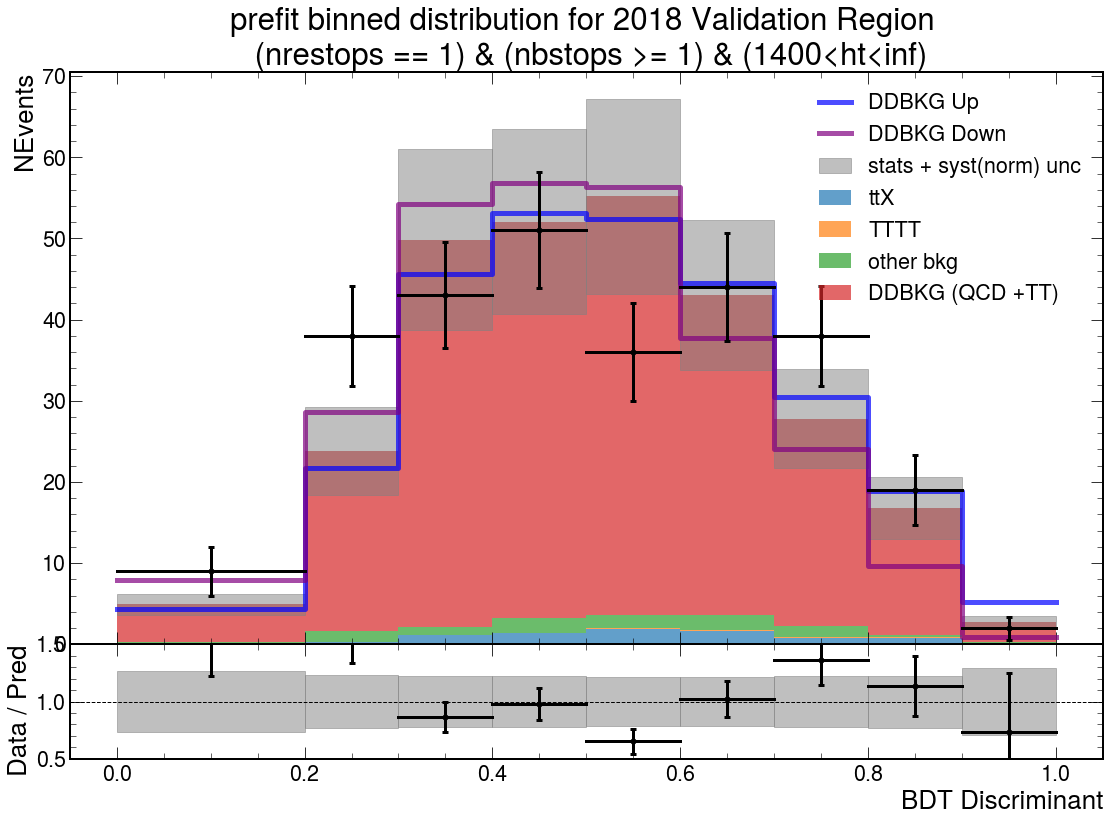 prefit binned distribution for 2018 Validation Region
(nrestops == 1) & (nbstops >= 1) & (1400<ht<inf)
NEvents
70
60
50
40
30
20
10
0
DDBKG Up
DDBKG Down
stats + syst(norm) unc
ttX
TTTT
other bkg
DDBKG (QCD +TT)
Data / Pred
1.5
1.0
0.5
0.0 0.2 0.4 0.6 0.8 1.0
BDT Discriminant